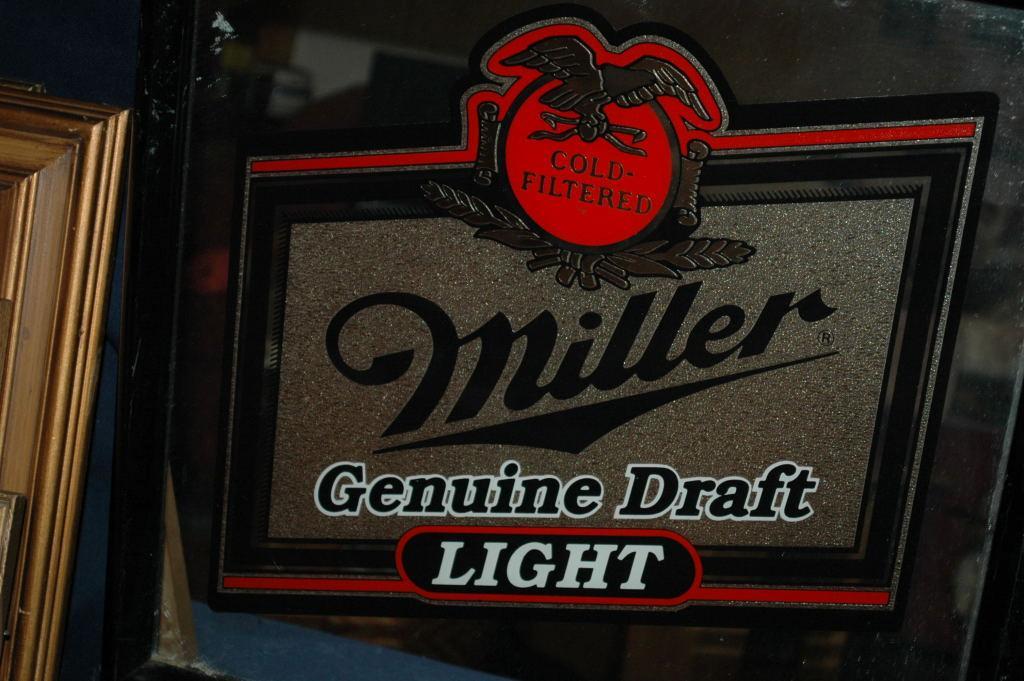 COLD-
FILTERED
Miller ®
Genuine Draft
LIGHT